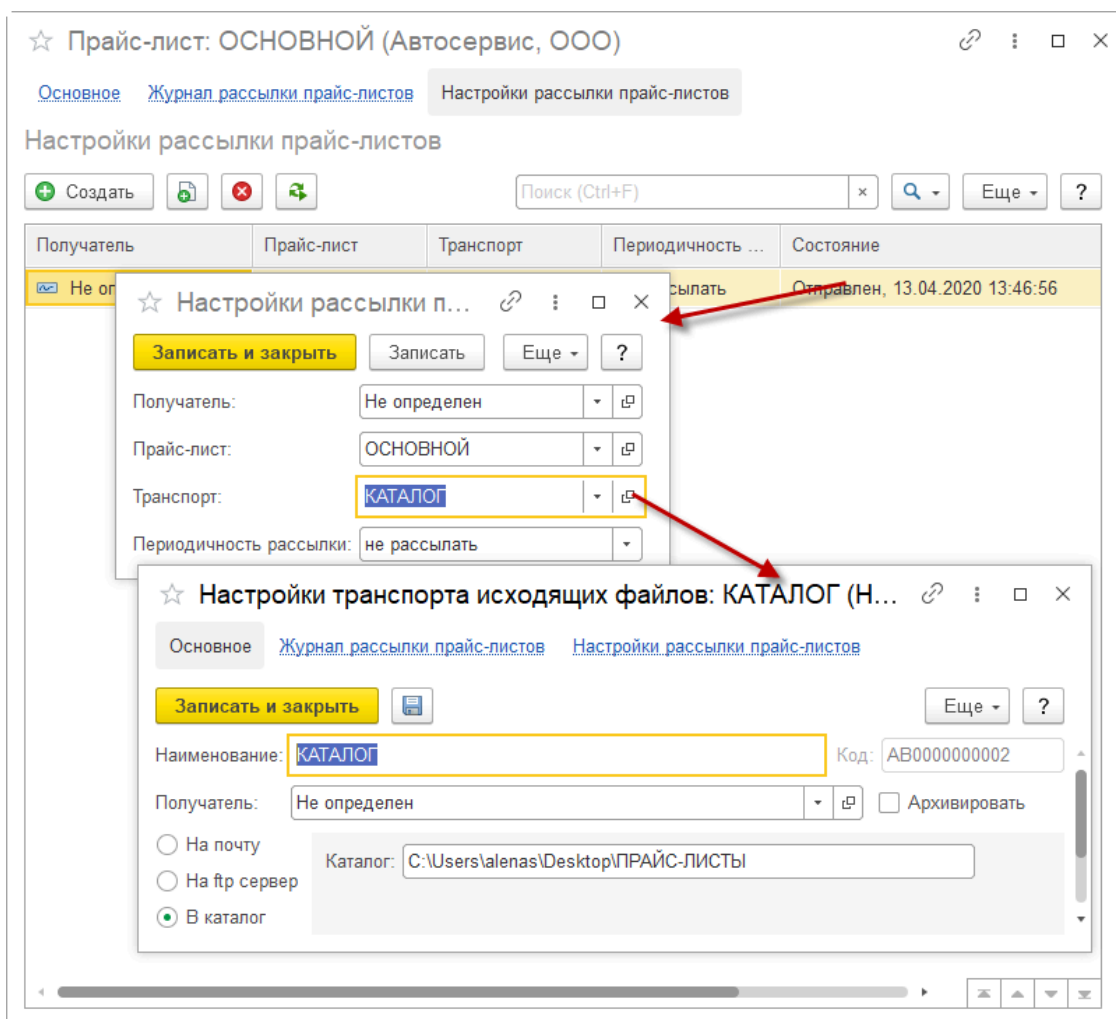 Прайс-лист: ОСНОВНОЙ (Автосервис, ООО)
Основное Журнал рассылки прайс-листов Настройки рассылки прайс-листов
Настройки рассылки прайс-листов
Создать Поиск (Ctrl+F) × Еще ?
Получатель Прайс-лист Транспорт Периодичность ... Состояние
Не оп сылать Отправлен, 13.04.2020 13:46:56
Настройки рассылки п...
Записать и закрыть Записать Еще ?
Получатель: Не определен
Прайс-лист: ОСНОВНОЙ
Транспорт: КАТАЛОГ
Периодичность рассылки: не рассылать
Настройки транспорта исходящих файлов: КАТАЛОГ (Н...
Основное Журнал рассылки прайс-листов Настройки рассылки прайс-листов
Записать и закрыть Еще ?
Наименование: КАТАЛОГ Код: АВ0000000002
Получатель: Не определен Архивировать
На почту
Каталог: C:\Users\alenas\Desktop\ПРАЙС-ЛИСТЫ
На ftp сервер
В каталог